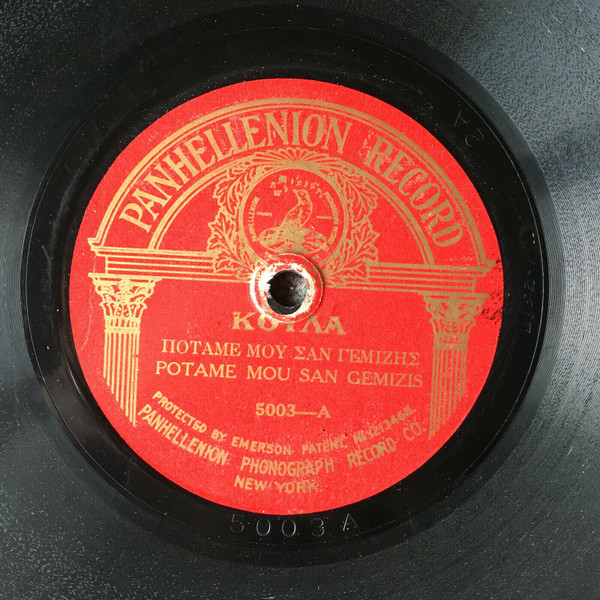 PANHELLENION RECORD
ΚΟΥΛΑ
ΠΟΤΑΜΕ ΜΟΥ ΣΑΝ ΓΕΜΙΖΗΣ
POTAME MOU SAN GEMIZIS
5003—A
PROTECTED BY EMERSON PATENT
PANHELLENION PHONOGRAPH RECORD CO.
NEW YORK
5003A